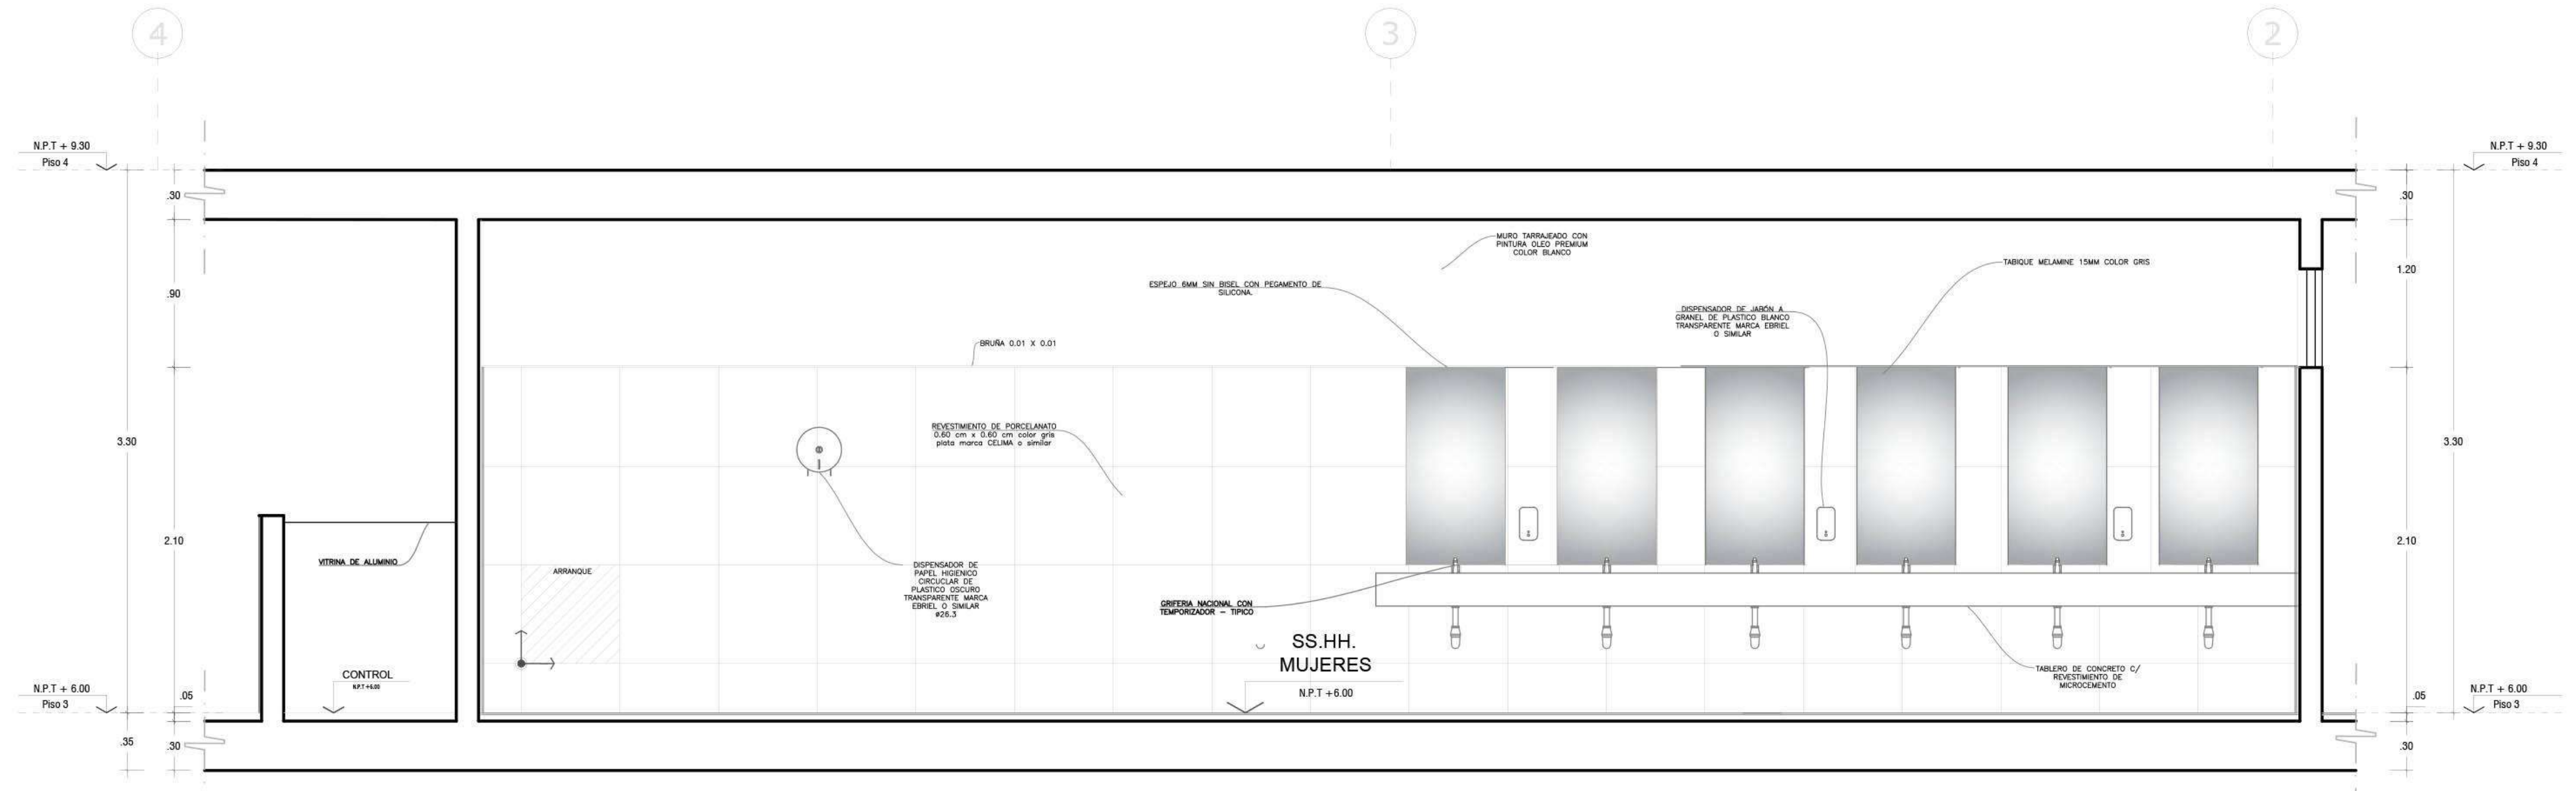 4
3
2
N.P.T + 9.30
Piso 4
N.P.T + 9.30
Piso 4
.30
.30
MURO TARRAJEADO CON
PINTURA OLEO PREMIUM
COLOR BLANCO
TABIQUE MELAMINE 15MM COLOR GRIS
.90
1.20
ESPEJO 6MM SIN BISEL CON PEGAMENTO DE
SILICONA.
DISPENSADOR DE JABÓN A
GRANEL DE PLASTICO BLANCO
TRANSPARENTE MARCA EBRIEL
O SIMILAR
BRUÑA 0.01 X 0.01
REVESTIMIENTO DE PORCELANATO
0.60 cm x 0.60 cm color gris
plata marca CELIMA o similar
3.30
3.30
2.10
2.10
VITRINA DE ALUMINIO
ARRANQUE
DISPENSADOR DE
PAPEL HIGIENICO
CIRCUCLAR DE
PLASTICO OSCURO
TRANSPARENTE MARCA
EBRIEL O SIMILAR
ø26.3
GRIFERIA NACIONAL CON
TEMPORIZADOR - TIPICO
SS.HH.
MUJERES
N.P.T +6.00
CONTROL
N.P.T +6.00
TABLERO DE CONCRETO C/
REVESTIMIENTO DE
MICROCEMENTO
N.P.T + 6.00
Piso 3
.05
.05
N.P.T + 6.00
Piso 3
.35
.30
.30